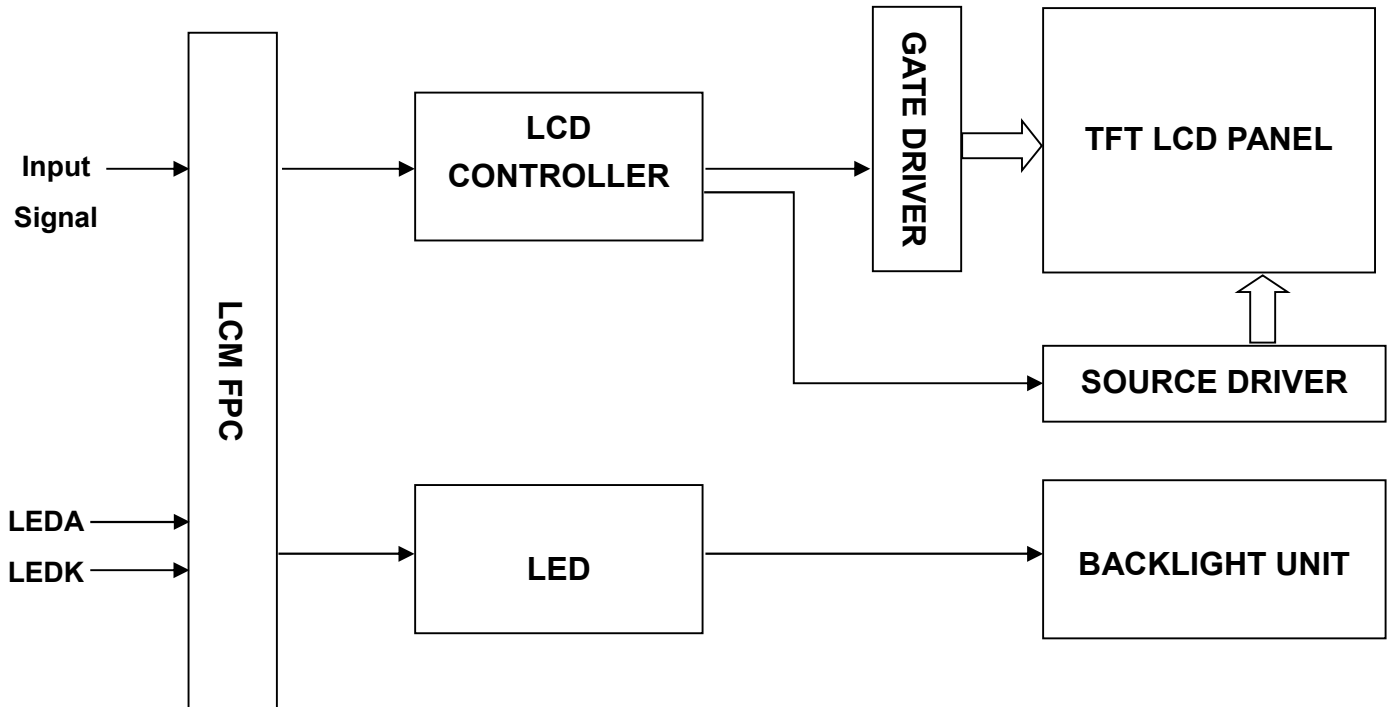 Input
Signal
LCM FPC
LCD
CONTROLLER
GATE DRIVER
TFT LCD PANEL
SOURCE DRIVER
LEDA
LEDK
LED
BACKLIGHT UNIT